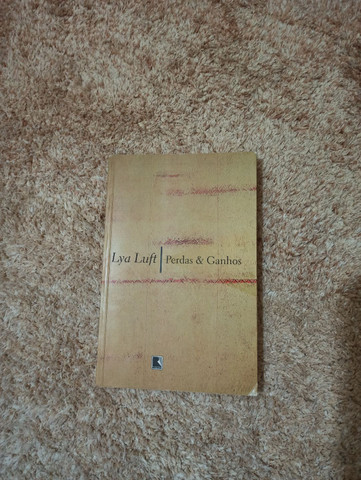 Lya Luft | Perdas & Ganhos